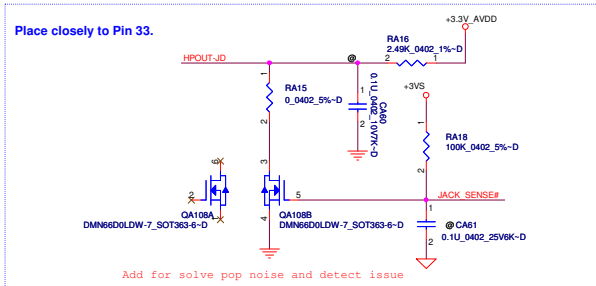 Place closely to Pin 33.
+3.3V_AVDD
RA16
2.49K_0402_1%~D
HPOUT-JD
@
2
1
1
RA15
0_0402_5%~D
2
1
2
0.1U_0402_10V7K~D
CA60
+3VS
1
RA18
100K_0402_5%~D
2
6
2
1
QA108A
DMN66D0LDW-7_SOT363-6~D
3
5
4
QA108B
DMN66D0LDW-7_SOT363-6~D
JACK_SENSE#
1
@ CA61
2
0.1U_0402_25V6K~D
Add for solve pop noise and detect issue